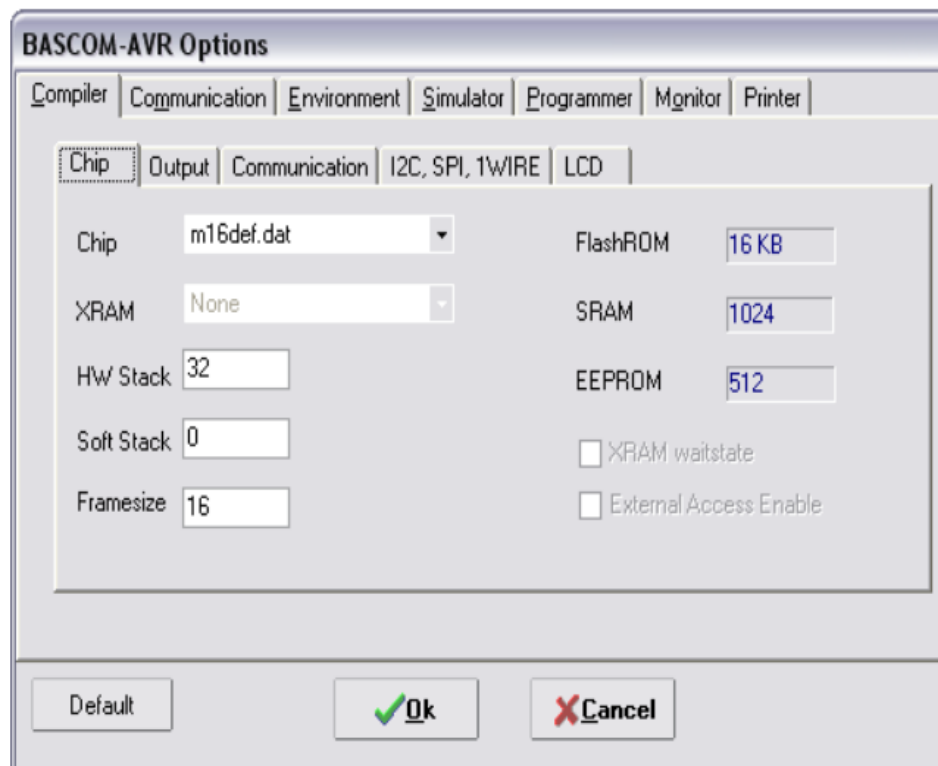 BASCOM-AVR Options
Compiler Communication Environment Simulator Programmer Monitor Printer
Chip Output Communication I2C, SPI, 1WIRE LCD
Chip m16def.dat FlashROM 16 KB
XRAM None SRAM 1024
HW Stack 32 EEPROM 512
Soft Stack 0 XRAM waitstate
Framesize 16 External Access Enable
Default Ok Cancel